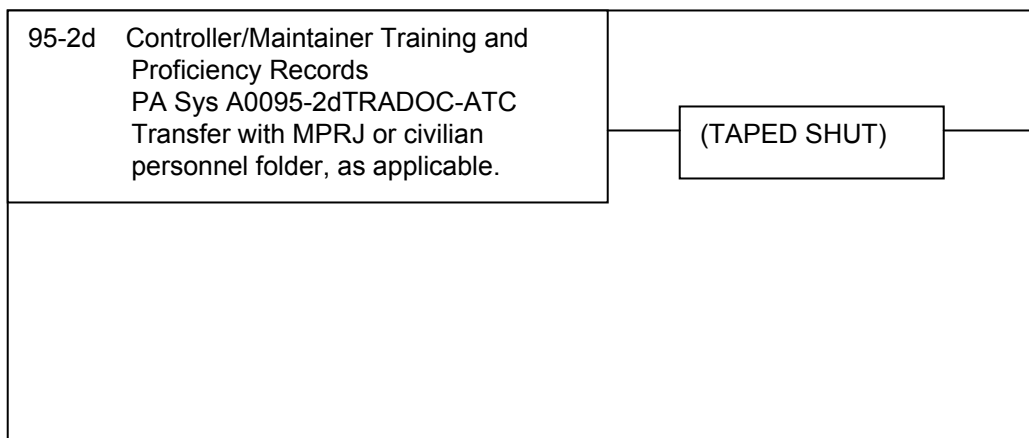 95-2d Controller/Maintainer Training and
Proficiency Records
PA Sys A0095-2dTRADOC-ATC
Transfer with MPRJ or civilian
personnel folder, as applicable.
(TAPED SHUT)